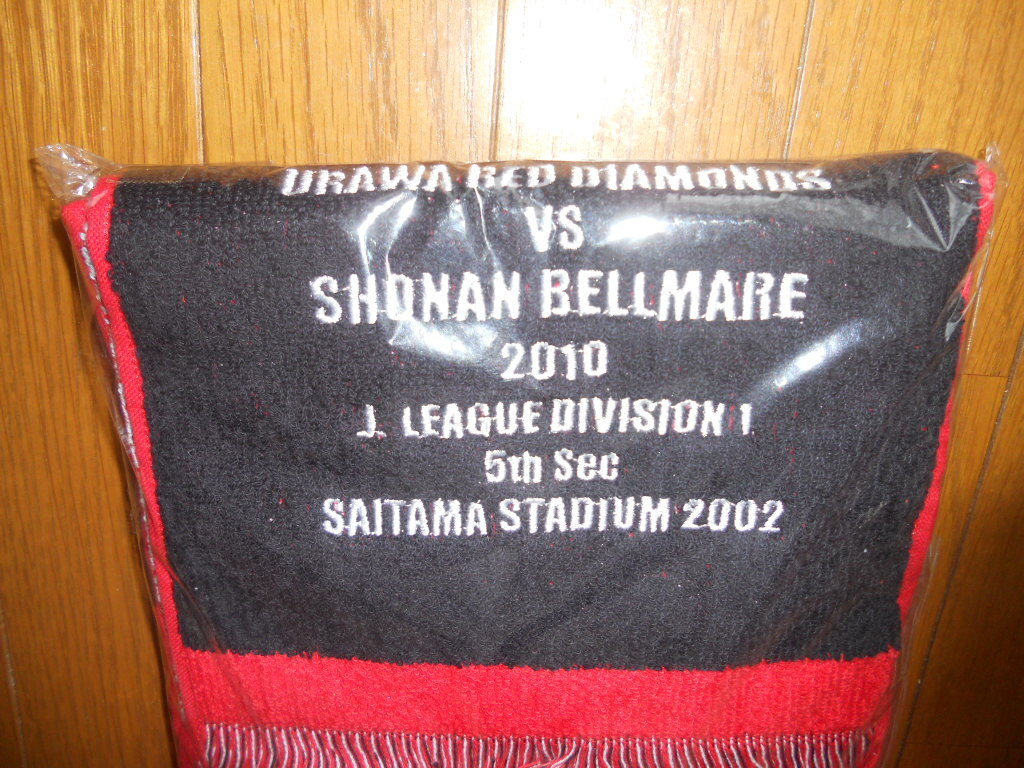 URAWA RED DIAMONDS
VS
SHONAN BELLMARE
2010
J. LEAGUE DIVISION 1
5th Sec
SAITAMA STADIUM 2002